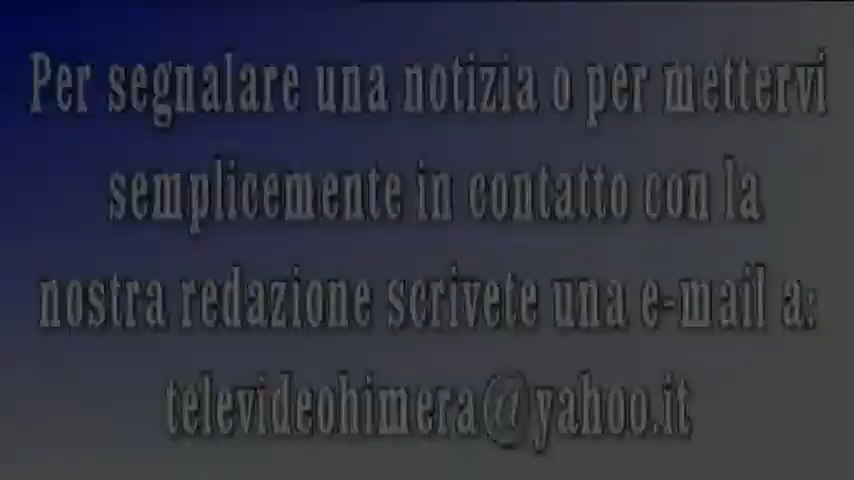 Per segnalare una notizia o per mettervi
semplicemente in contatto con la
nostra redazione scrivete una e-mail a:
televideohimera@yahoo.it